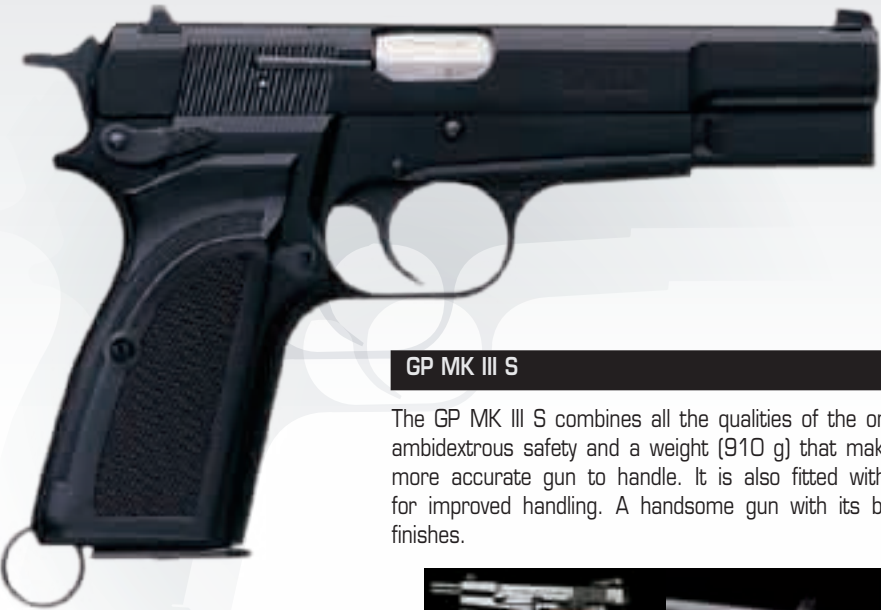 GP MK III S
The GP MK III S combines all the qualities of the
ambidextrous safety and a weight (910 g) that
more accurate gun to handle. It is also fitted with
for improved handling. A handsome gun with its
finishes.